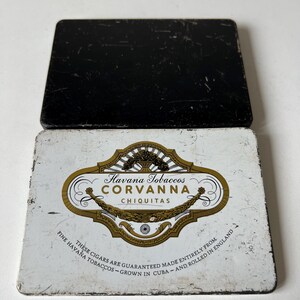 Havana Tobaccos
CORVANNA
CHIQUITAS
THESE CIGARS ARE GUARANTEED MADE ENTIRELY FROM
FINE HAVANA TOBACCOS - GROWN IN CUBA - AND ROLLED IN ENGLAND